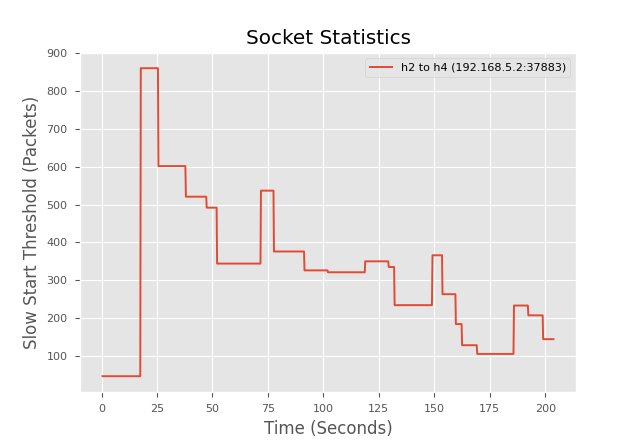 Socket Statistics
h2 to h4 (192.168.5.2:37883)
Slow Start Threshold (Packets)
900
800
700
600
500
400
300
200
100
0 25 50 75 100 125 150 175 200
Time (Seconds)